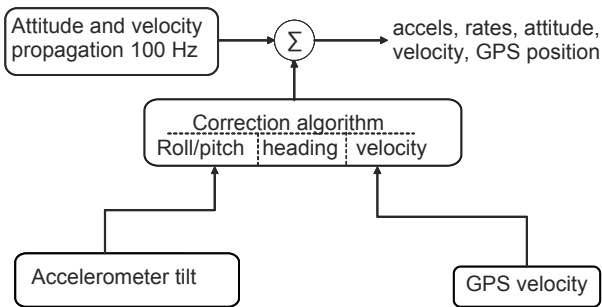 Attitude and velocity
propagation 100 Hz
Σ
accels, rates, attitude,
velocity, GPS position
Correction algorithm
Roll/pitch heading velocity
Accelerometer tilt
GPS velocity